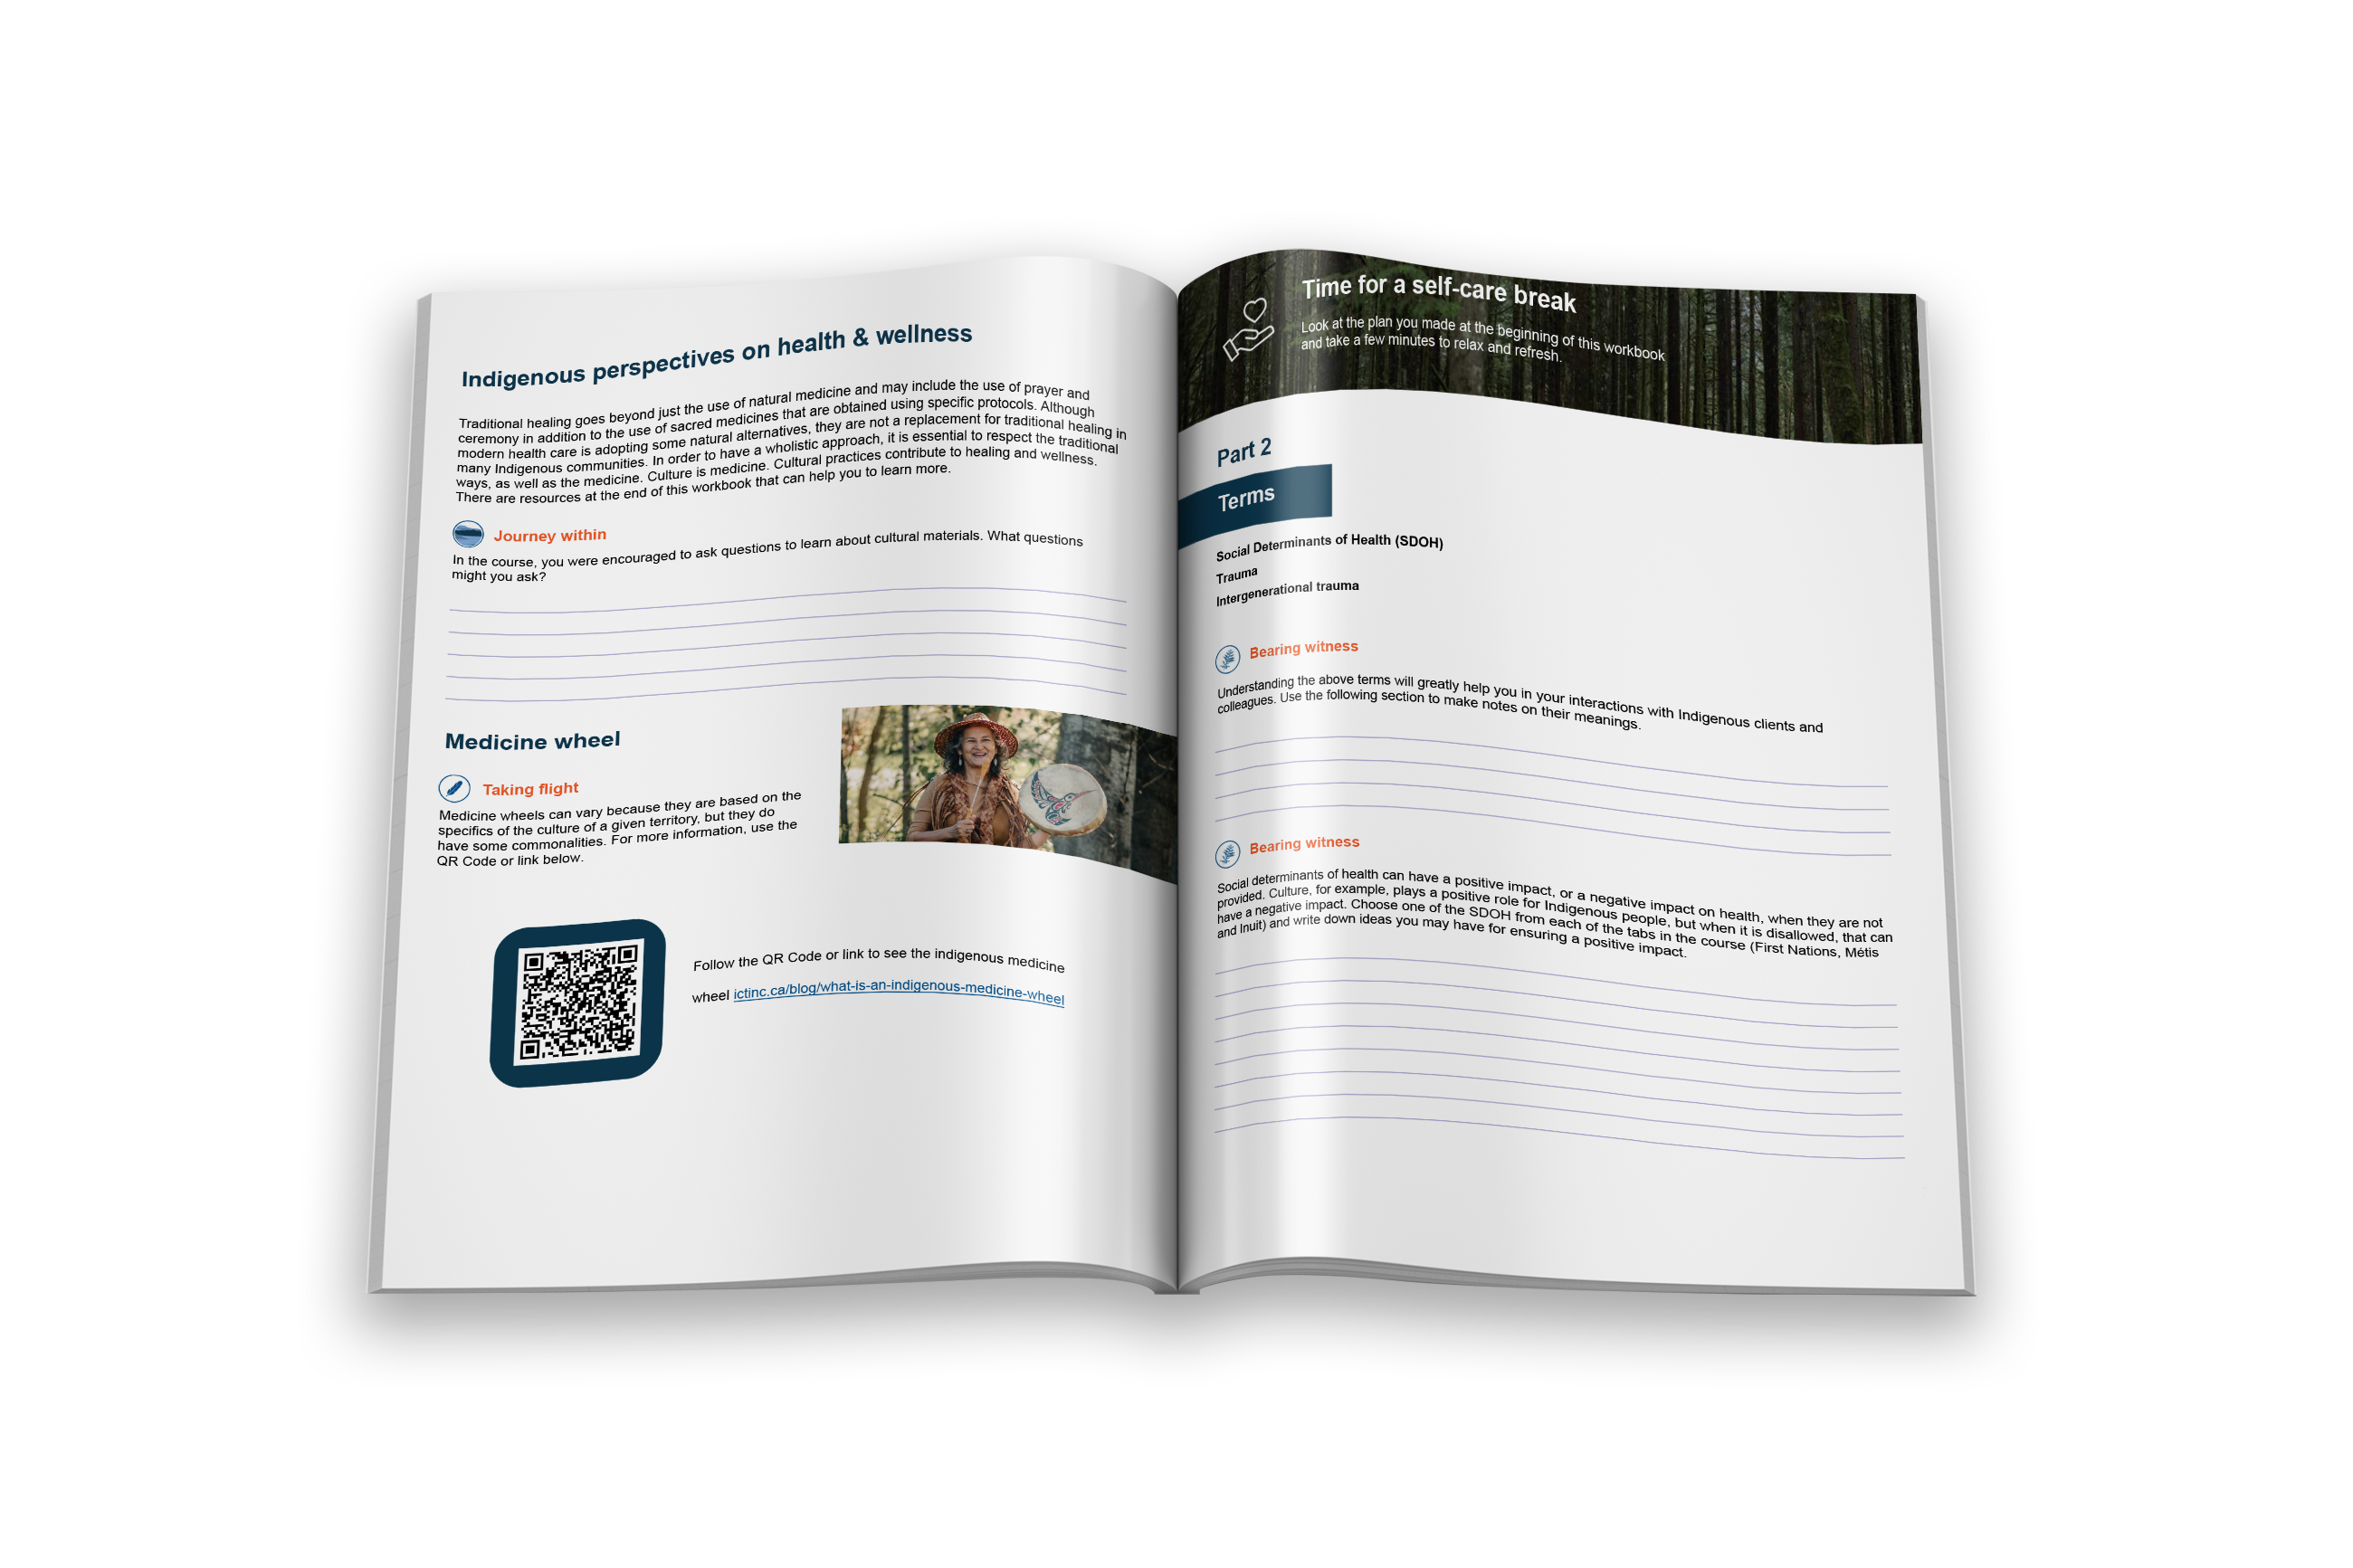 Indigenous perspectives on health & wellness
Traditional healing goes beyond just the use of natural medicine and may include the use of prayer and
ceremony in addition to the use of sacred medicines that are obtained using specific protocols. Although
modern health care is adopting some natural alternatives, they are not a replacement for traditional healing in
many Indigenous communities. In order to have a wholistic approach, it is essential to respect the traditional
ways, as well as the medicine. Culture is medicine. Cultural practices contribute to healing and wellness.
There are resources at the end of this workbook that can help you to learn more.
Journey within
In the course, you were encouraged to ask questions to learn about cultural materials. What questions
might you ask?
Medicine wheel
Taking flight
Medicine wheels can vary because they are based on the
specifics of the culture of a given territory, but they do
have some commonalities. For more information, use the
QR Code or link below.
Follow the QR Code or link to see the indigenous medicine
wheel ictinc.ca/blog/what-is-an-indigenous-medicine-wheel
Time for a self-care break
Look at the plan you made at the beginning of this workbook
and take a few minutes to relax and refresh.
Part 2
Terms
Social Determinants of Health (SDOH)
Trauma
Intergenerational trauma
Bearing witness
Understanding the above terms will greatly help you in your interactions with Indigenous clients and
colleagues. Use the following section to make notes on their meanings.
Bearing witness
Social determinants of health can have a positive impact, or a negative impact on health, when they are not
provided. Culture, for example, plays a positive role for Indigenous people, but when it is disallowed, that can
have a negative impact. Choose one of the SDOH from each of the tabs in the course (First Nations, Métis
and Inuit) and write down ideas you may have for ensuring a positive impact.